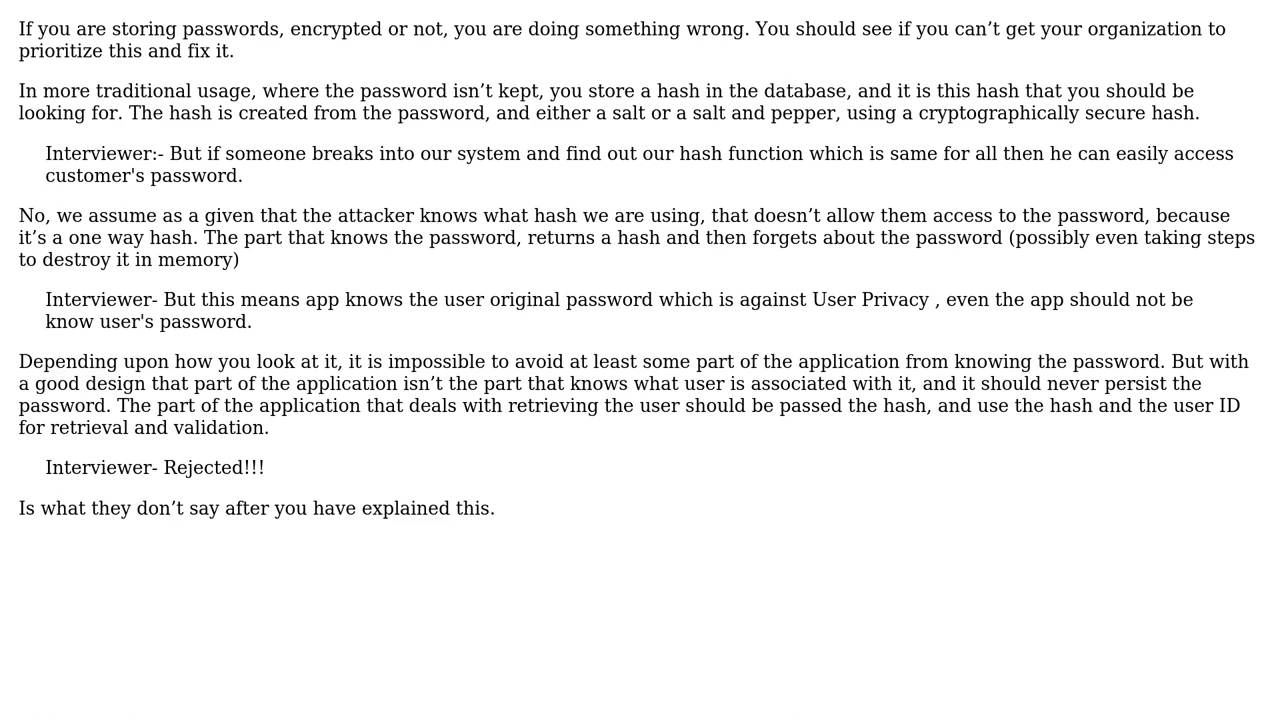 If you are storing passwords, encrypted or not, you are doing something wrong. You should see if you can’t get your organization to
prioritize this and fix it.
In more traditional usage, where the password isn’t kept, you store a hash in the database, and it is this hash that you should be
looking for. The hash is created from the password, and either a salt or a salt and pepper, using a cryptographically secure hash.
Interviewer:- But if someone breaks into our system and find out our hash function which is same for all then he can easily access
customer's password.
No, we assume as a given that the attacker knows what hash we are using, that doesn’t allow them access to the password, because
it’s a one way hash. The part that knows the password, returns a hash and then forgets about the password (possibly even taking steps
to destroy it in memory)
Interviewer- But this means app knows the user original password which is against User Privacy , even the app should not be
know user's password.
Depending upon how you look at it, it is impossible to avoid at least some part of the application from knowing the password. But with
a good design that part of the application isn’t the part that knows what user is associated with it, and it should never persist the
password. The part of the application that deals with retrieving the user should be passed the hash, and use the hash and the user ID
for retrieval and validation.
Interviewer- Rejected!!!
Is what they don’t say after you have explained this.